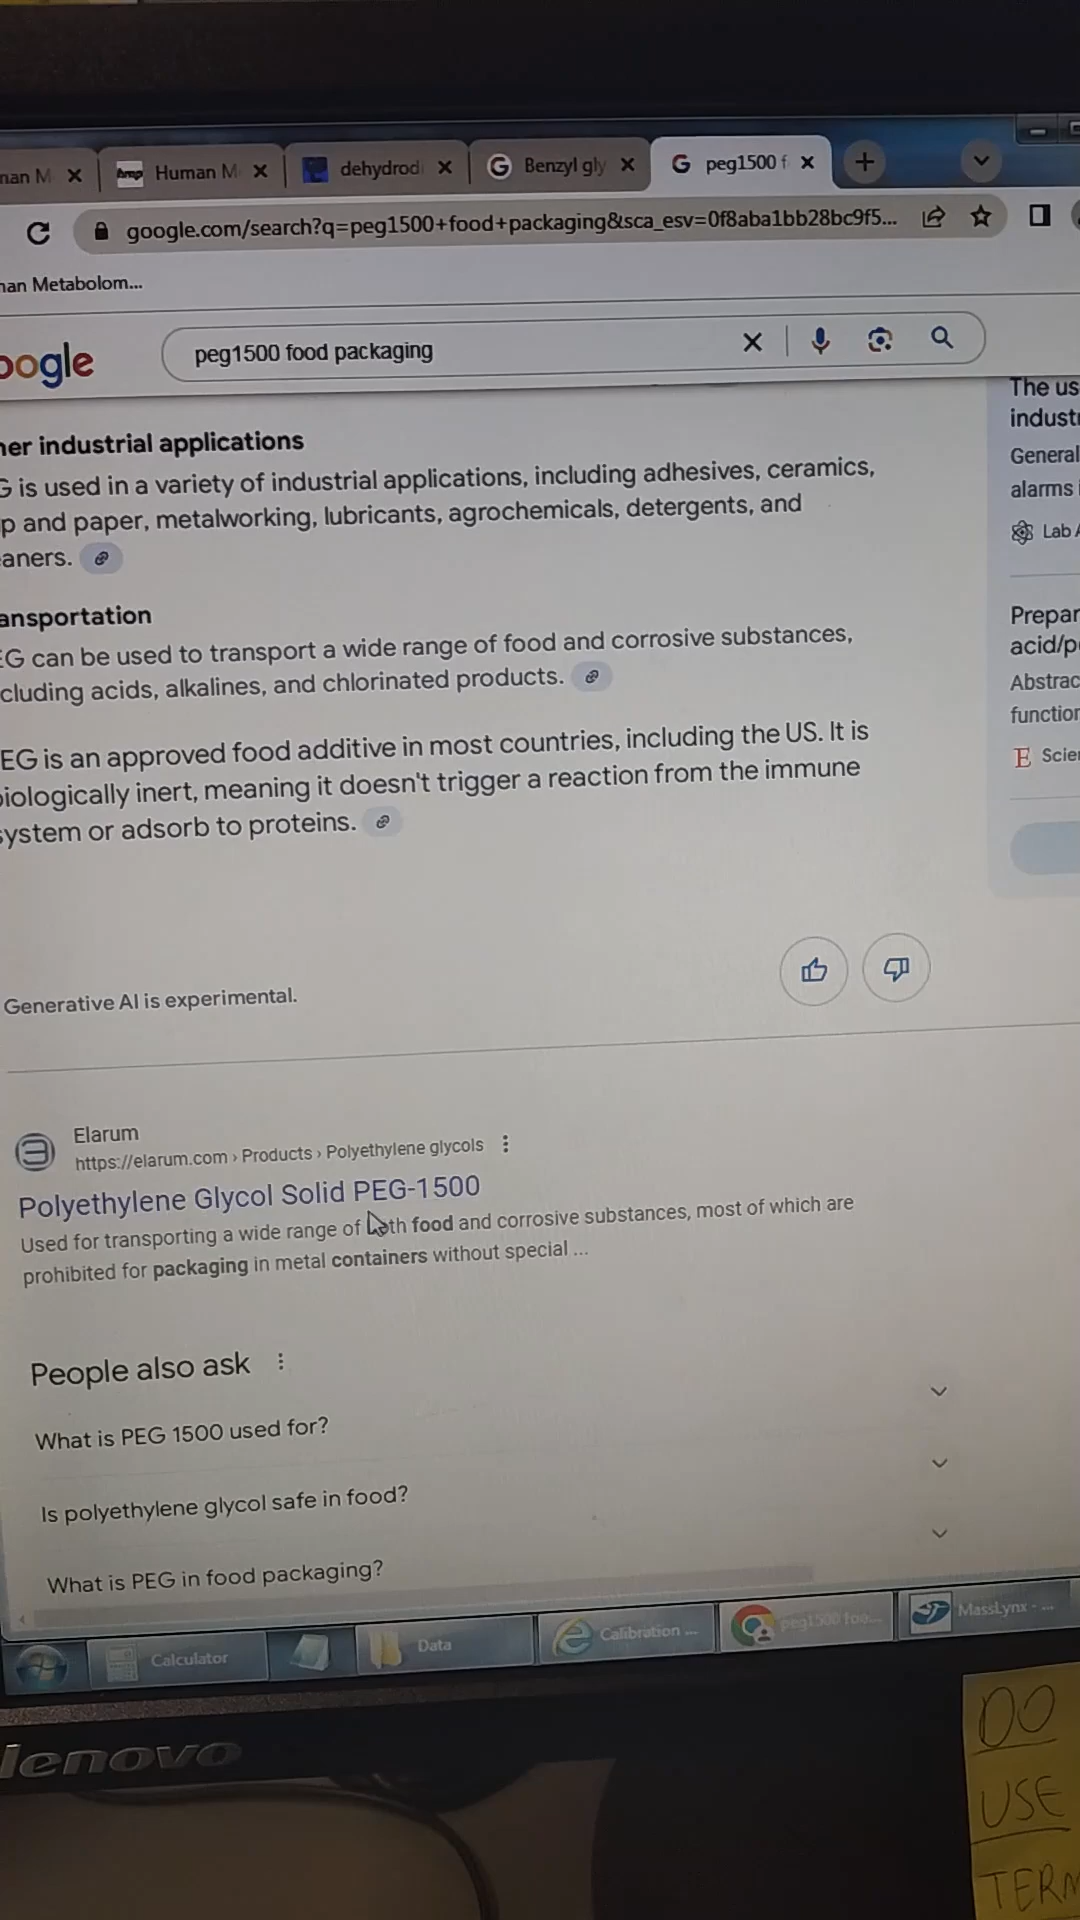 nan M
Human M
dehydrod
Benzyl gly
peg1500 f
google.com/search?q=peg1500+food+packaging&sca_esv=0f8aba1bb28bc9f5...
nan Metabolom...
oogle
peg1500 food packaging
ner industrial applications
G is used in a variety of industrial applications, including adhesives, ceramics,
p and paper, metalworking, lubricants, agrochemicals, detergents, and
aners.
ansportation
EG can be used to transport a wide range of food and corrosive substances,
cluding acids, alkalines, and chlorinated products.
EG is an approved food additive in most countries, including the US. It is
biologically inert, meaning it doesn't trigger a reaction from the immune
system or adsorb to proteins.
The us
industr
General
alarms i
Lab A
Prepar
acid/p
Abstrac
function
E Scie
Generative AI is experimental.
Elarum
https://elarum.com › Products › Polyethylene glycols
Polyethylene Glycol Solid PEG-1500
Used for transporting a wide range of both food and corrosive substances, most of which are
prohibited for packaging in metal containers without special ...
People also ask
What is PEG 1500 used for?
Is polyethylene glycol safe in food?
What is PEG in food packaging?
Calculator
Data
Calibration ...
peg1500 foo...
MassLynx - ...
lenovo
DO
USE
TERM